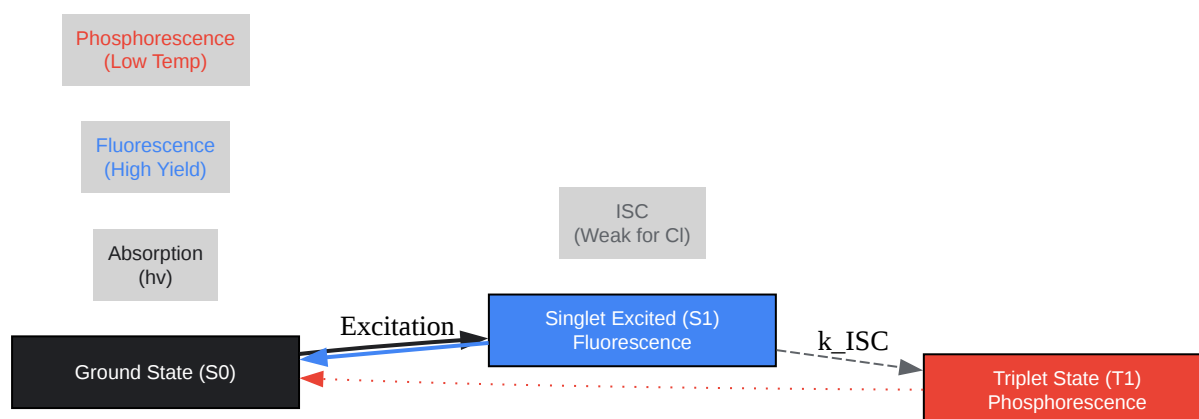 Phosphorescence
(Low Temp)
Fluorescence
(High Yield)
ISC
(Weak for Cl)
Absorption
(hv)
Excitation
Singlet Excited (S1)
Fluorescence
k_ISC
Ground State (S0)
Triplet State (T1)
Phosphorescence